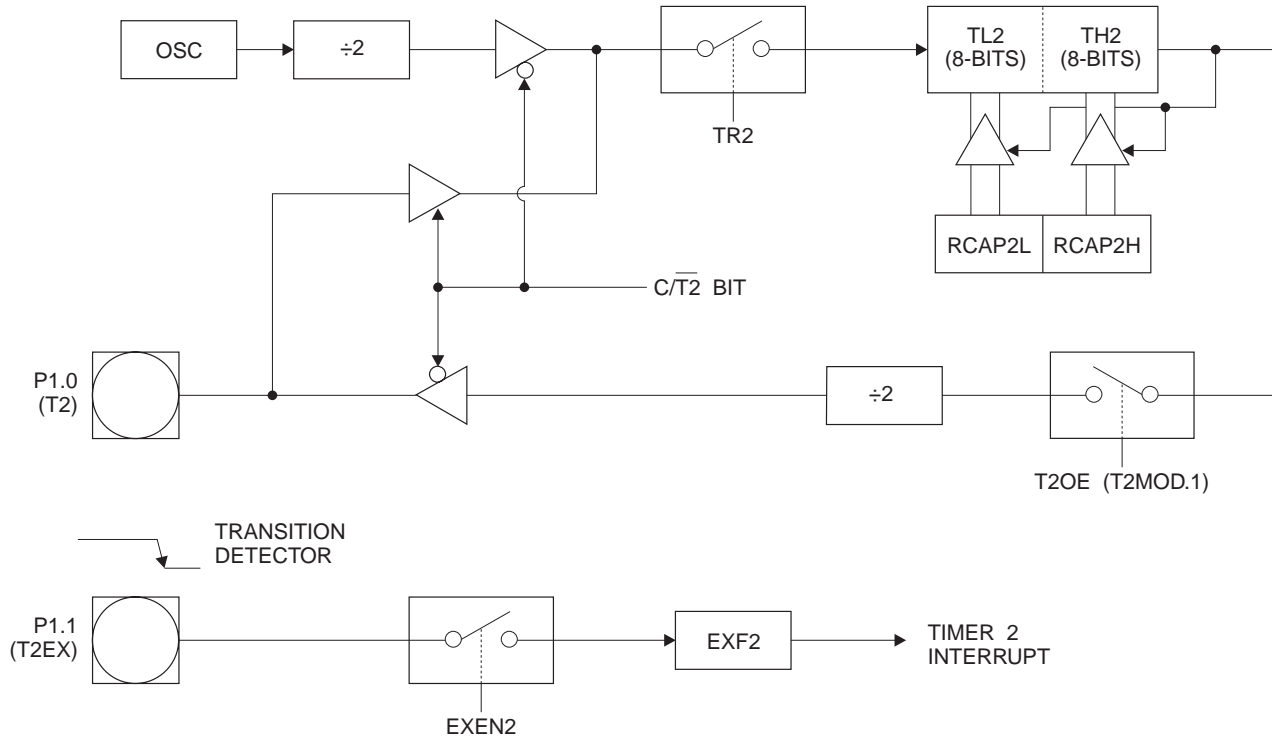 OSC
÷2
TL2
(8-BITS)
TH2
(8-BITS)
TR2
RCAP2L
RCAP2H
C/T̅2̅ BIT
P1.0
(T2)
÷2
T2OE (T2MOD.1)
TRANSITION
DETECTOR
P1.1
(T2EX)
EXF2
TIMER 2
INTERRUPT
EXEN2